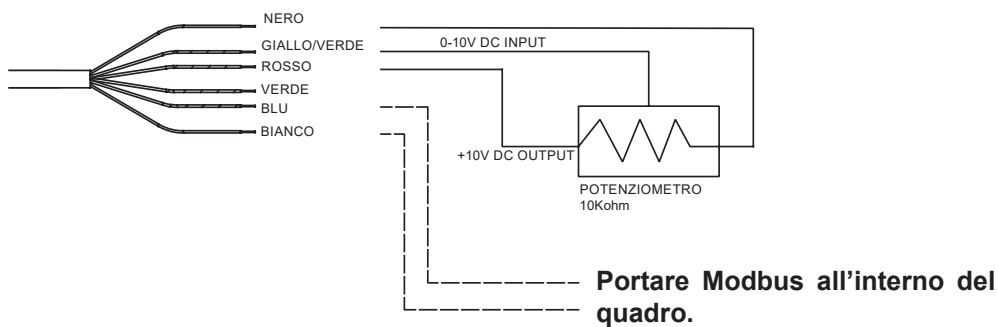 NERO
GIALLO/VERDE
0-10V DC INPUT
ROSSO
VERDE
BLU
BIANCO
+10V DC OUTPUT
POTENZIOMETRO
10Kohm
Portare Modbus all’interno del
quadro.